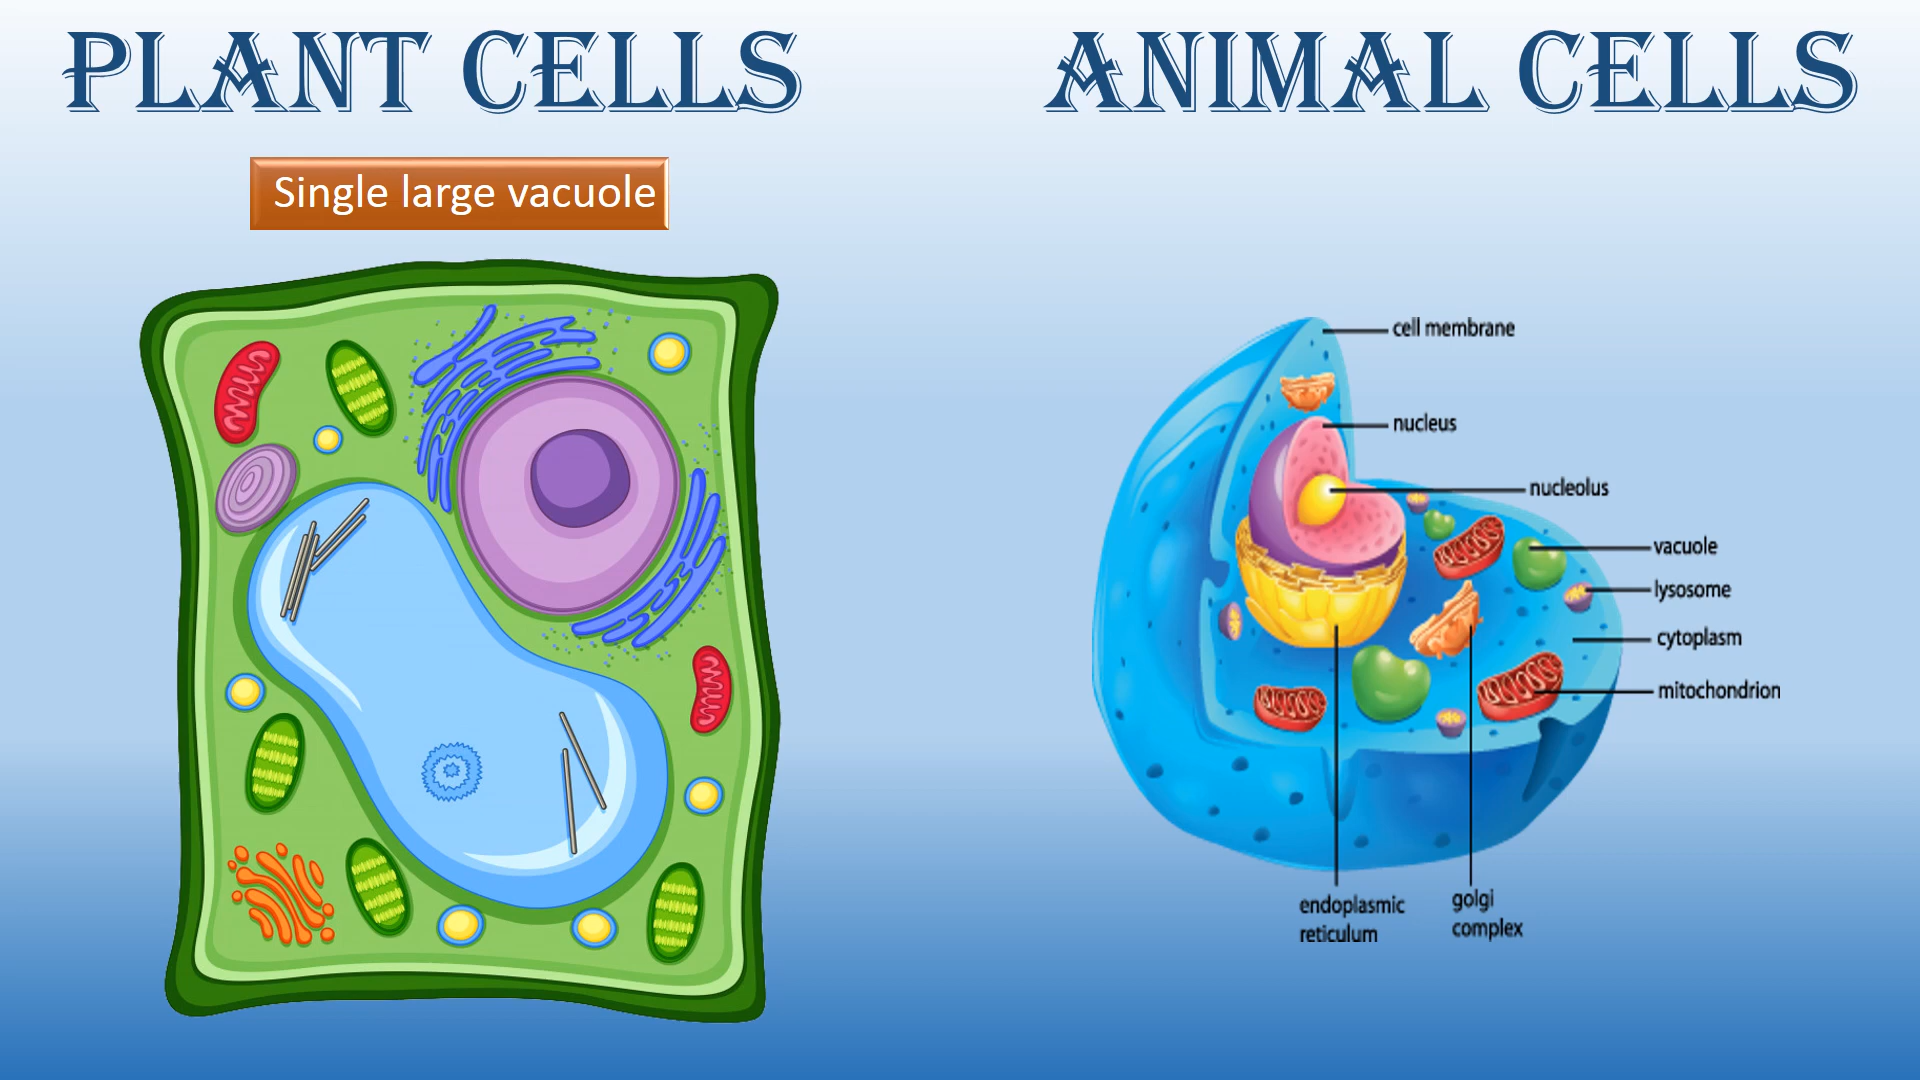 PLANT CELLS
ANIMAL CELLS
Single large vacuole
cell membrane
nucleus
nucleolus
vacuole
lysosome
cytoplasm
mitochondrion
endoplasmic
reticulum
golgi
complex